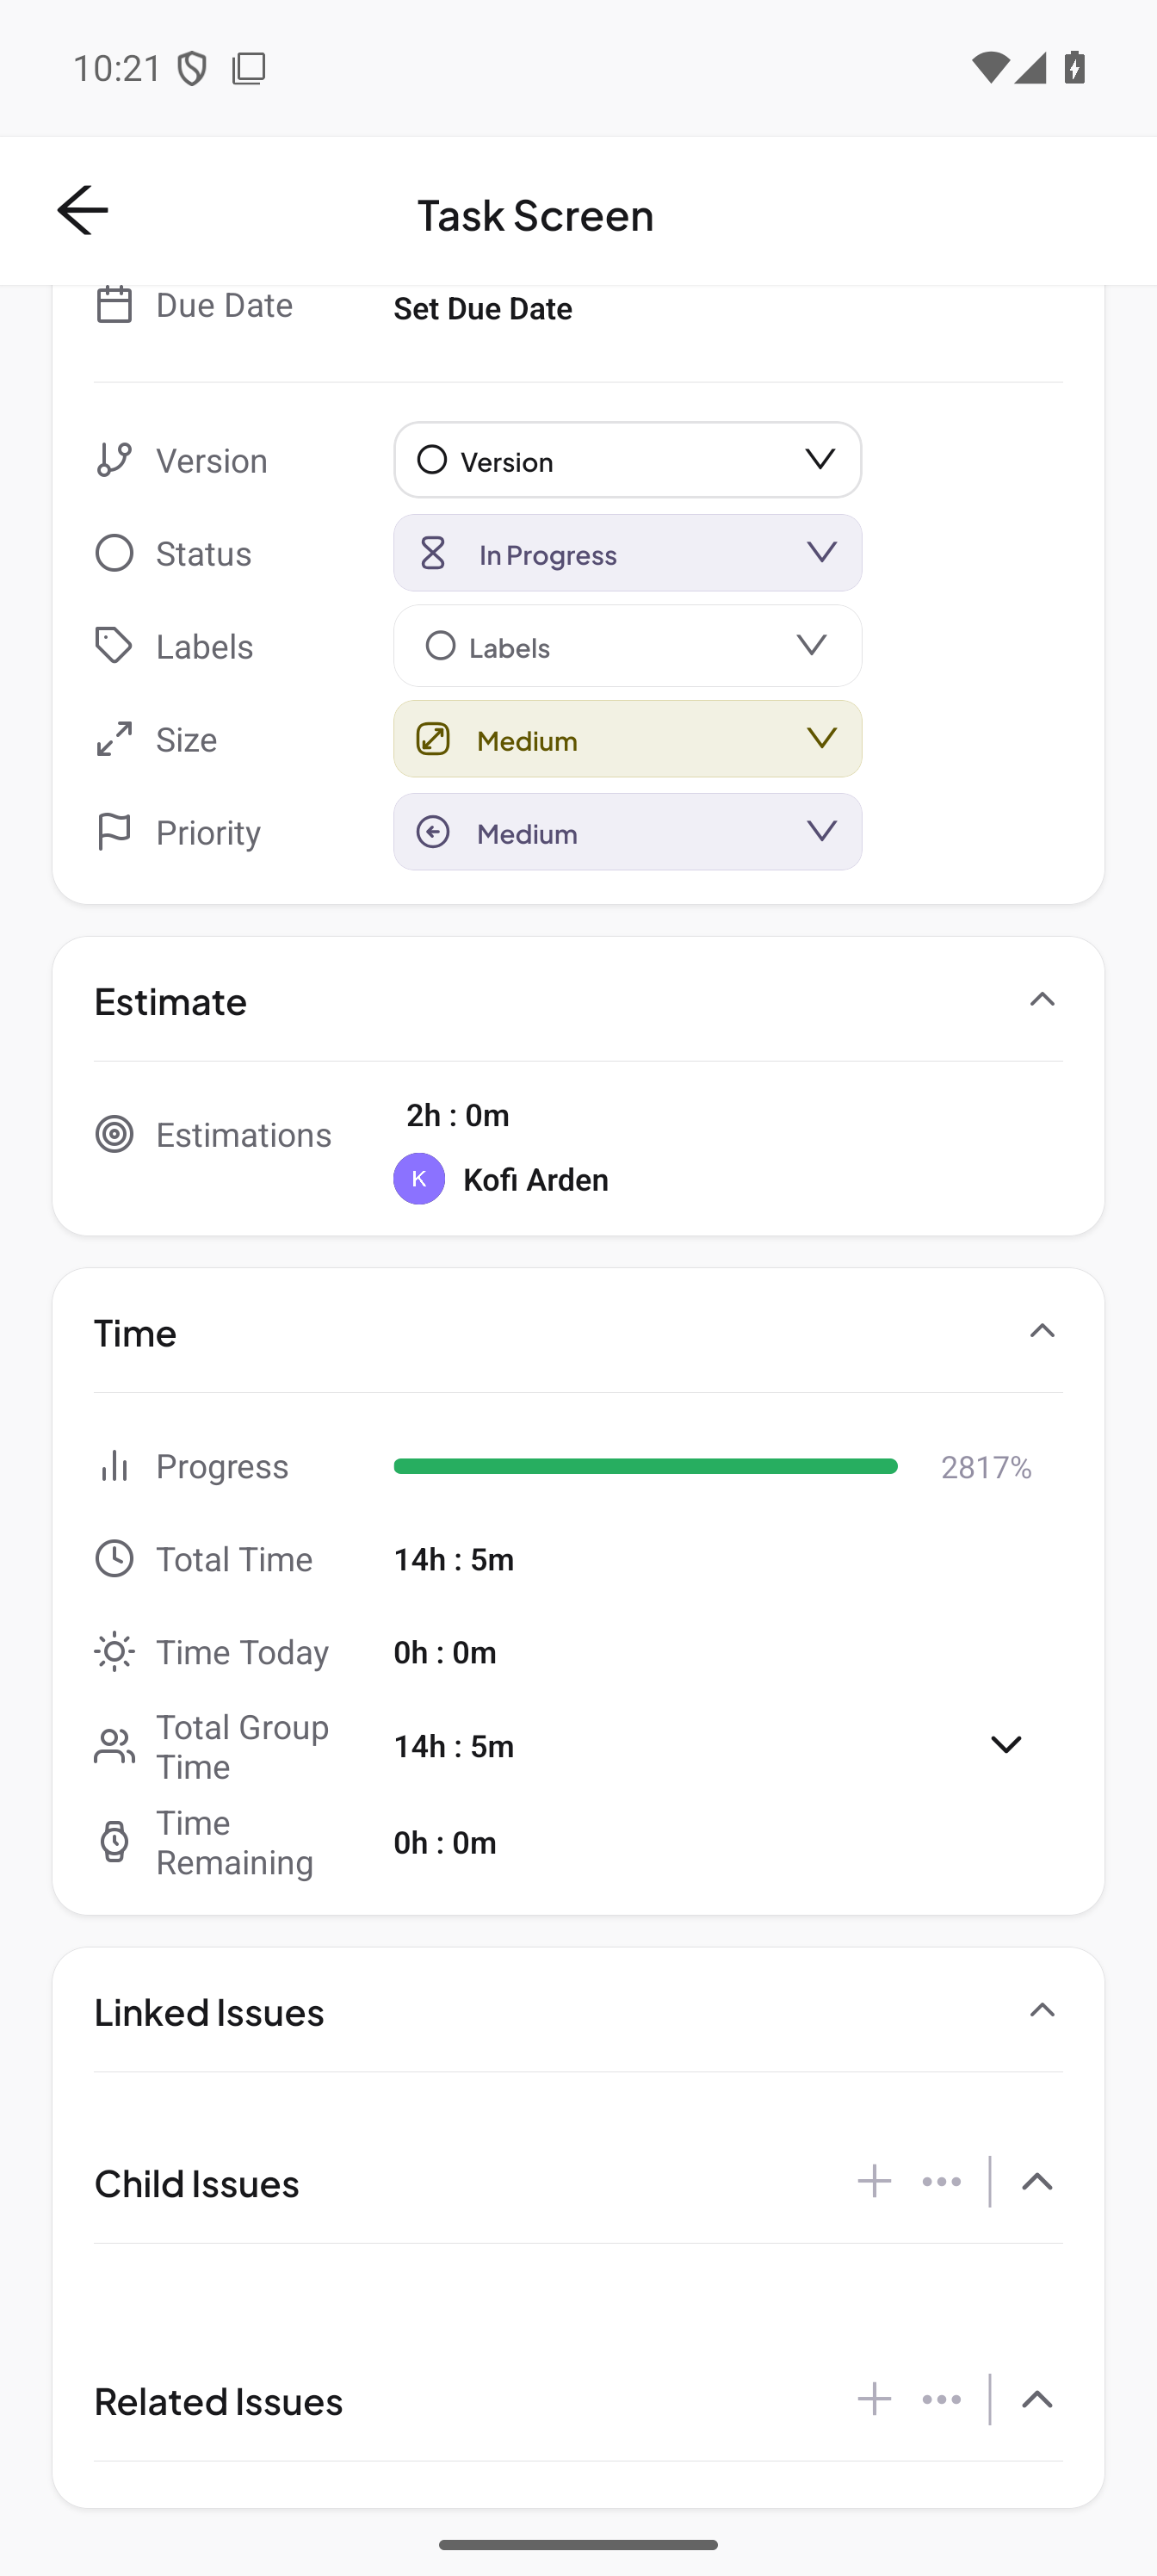 10:21
Task Screen
Due Date Set Due Date
Version Version
Status In Progress
Labels Labels
Size Medium
Priority Medium
Estimate
Estimations 2h : 0m
K Kofi Arden
Time
Progress 2817%
Total Time 14h : 5m
Time Today 0h : 0m
Total Group
Time 14h : 5m
Time
Remaining 0h : 0m
Linked Issues
Child Issues
Related Issues